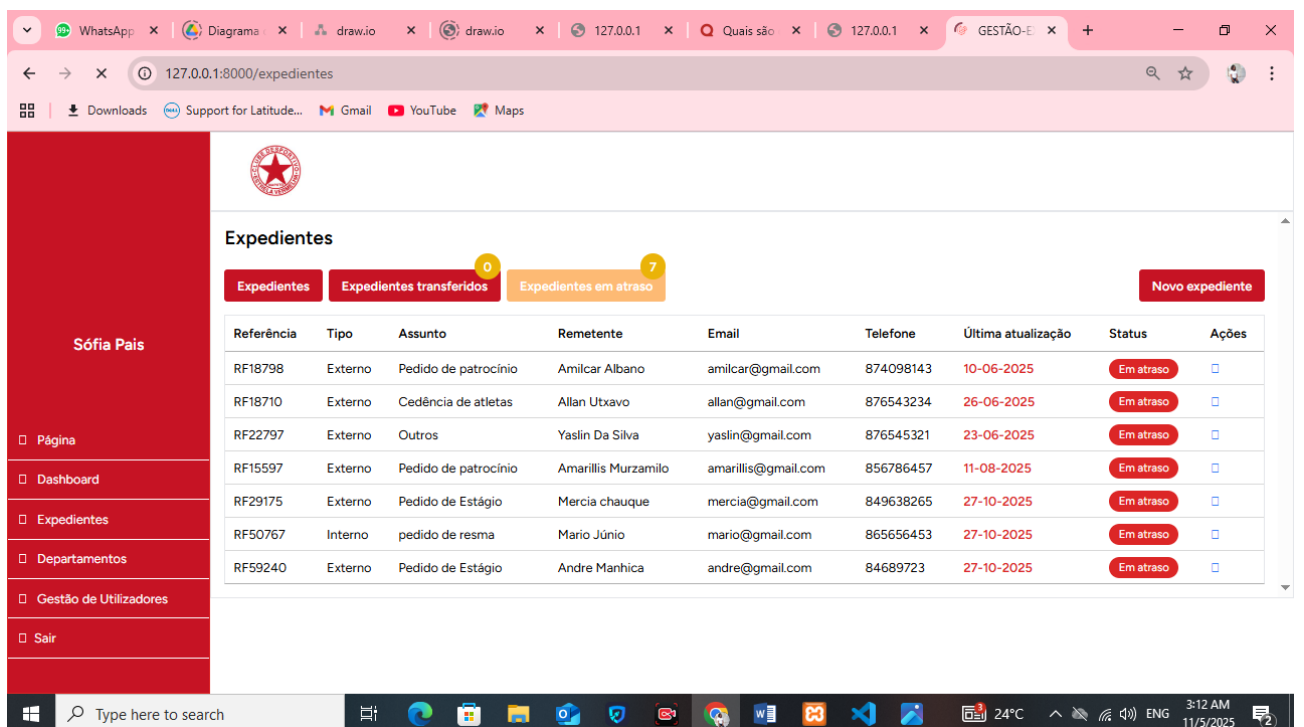 WhatsApp
Diagrama
draw.io
draw.io
127.0.0.1
Quais são
127.0.0.1
GESTÃO-E
127.0.0.1:8000/expedientes
Downloads
Support for Latitude...
Gmail
YouTube
Maps
CLUBE DESPORTIVO
ESTRELA VERMELHA
Sófia Pais
Página
Dashboard
Expedientes
Departamentos
Gestão de Utilizadores
Sair
Expedientes
Expedientes
Expedientes transferidos 0
Expedientes em atraso 7
Novo expediente
Referência Tipo Assunto Remetente Email Telefone Última atualização Status Ações
RF18798 Externo Pedido de patrocínio Amilcar Albano amilcar@gmail.com 874098143 10-06-2025 Em atraso
RF18710 Externo Cedência de atletas Allan Utxavo allan@gmail.com 876543234 26-06-2025 Em atraso
RF22797 Externo Outros Yaslin Da Silva yaslin@gmail.com 876545321 23-06-2025 Em atraso
RF15597 Externo Pedido de patrocínio Amarillis Murzamilo amarillis@gmail.com 856786457 11-08-2025 Em atraso
RF29175 Externo Pedido de Estágio Mercia chauque mercia@gmail.com 849638265 27-10-2025 Em atraso
RF50767 Interno pedido de resma Mario Júnio mario@gmail.com 865656453 27-10-2025 Em atraso
RF59240 Externo Pedido de Estágio Andre Manhica andre@gmail.com 84689723 27-10-2025 Em atraso
Type here to search
24°C
ENG
3:12 AM
11/5/2025